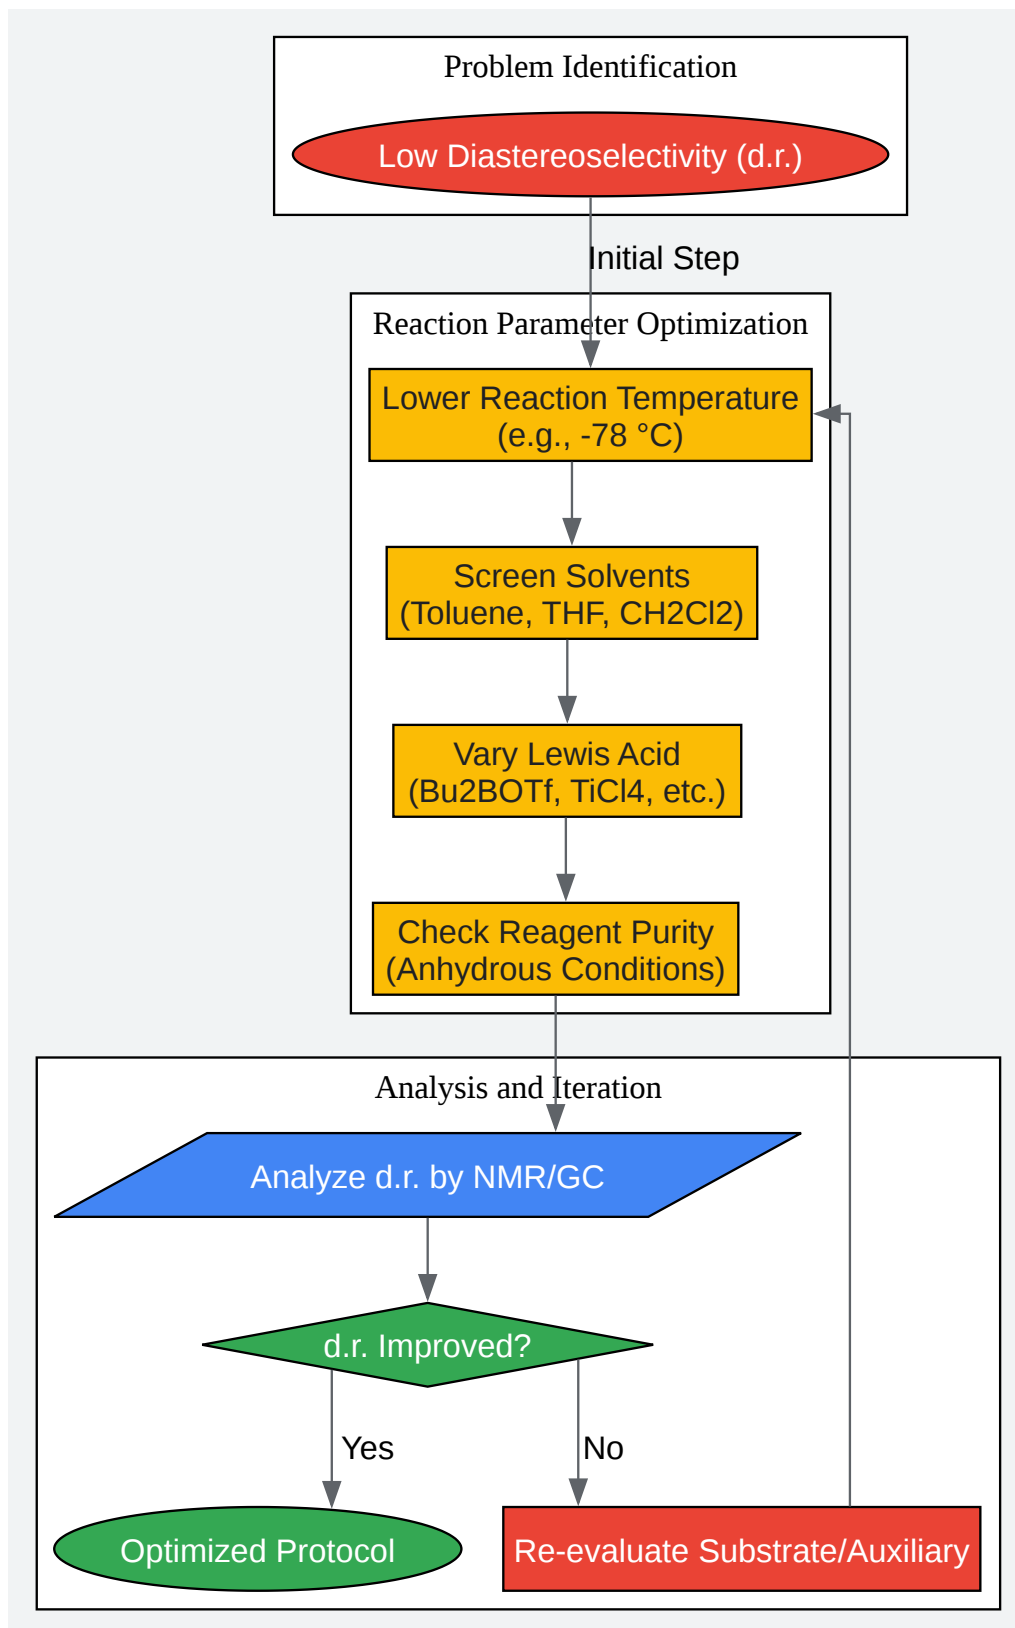 Problem Identification
Low Diastereoselectivity (d.r.)
Initial Step
Reaction Parameter Optimization
Lower Reaction Temperature
(e.g., -78 °C)
Screen Solvents
(Toluene, THF, CH2Cl2)
Vary Lewis Acid
(Bu2BOTf, TiCl4, etc.)
Check Reagent Purity
(Anhydrous Conditions)
Analysis and Iteration
Analyze d.r. by NMR/GC
d.r. Improved?
Yes
No
Optimized Protocol
Re-evaluate Substrate/Auxiliary